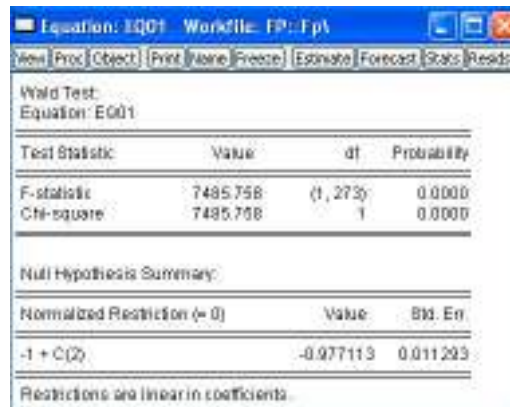 Equation: EQ01 Workfile: FP::Fp\
View Proc Object Print Name Freeze Estimate Forecast Stats Resids
Wald Test:
Equation: EQ01
Test Statistic Value df Probability
F-statistic 7485.758 (1, 273) 0.0000
Chi-square 7485.758 1 0.0000
Null Hypothesis Summary:
Normalized Restriction (= 0) Value Std. Err.
-1 + C(2) -0.977113 0.011293
Restrictions are linear in coefficients.